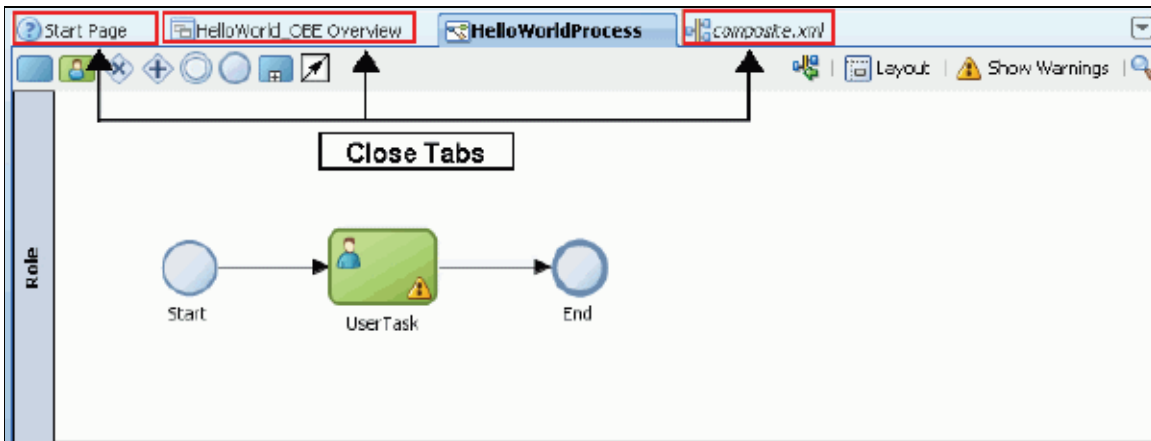 Start Page
HelloWorld_OBE Overview
HelloWorldProcess
composite.xml
Layout
Show Warnings
Close Tabs
Role
Start
UserTask
End